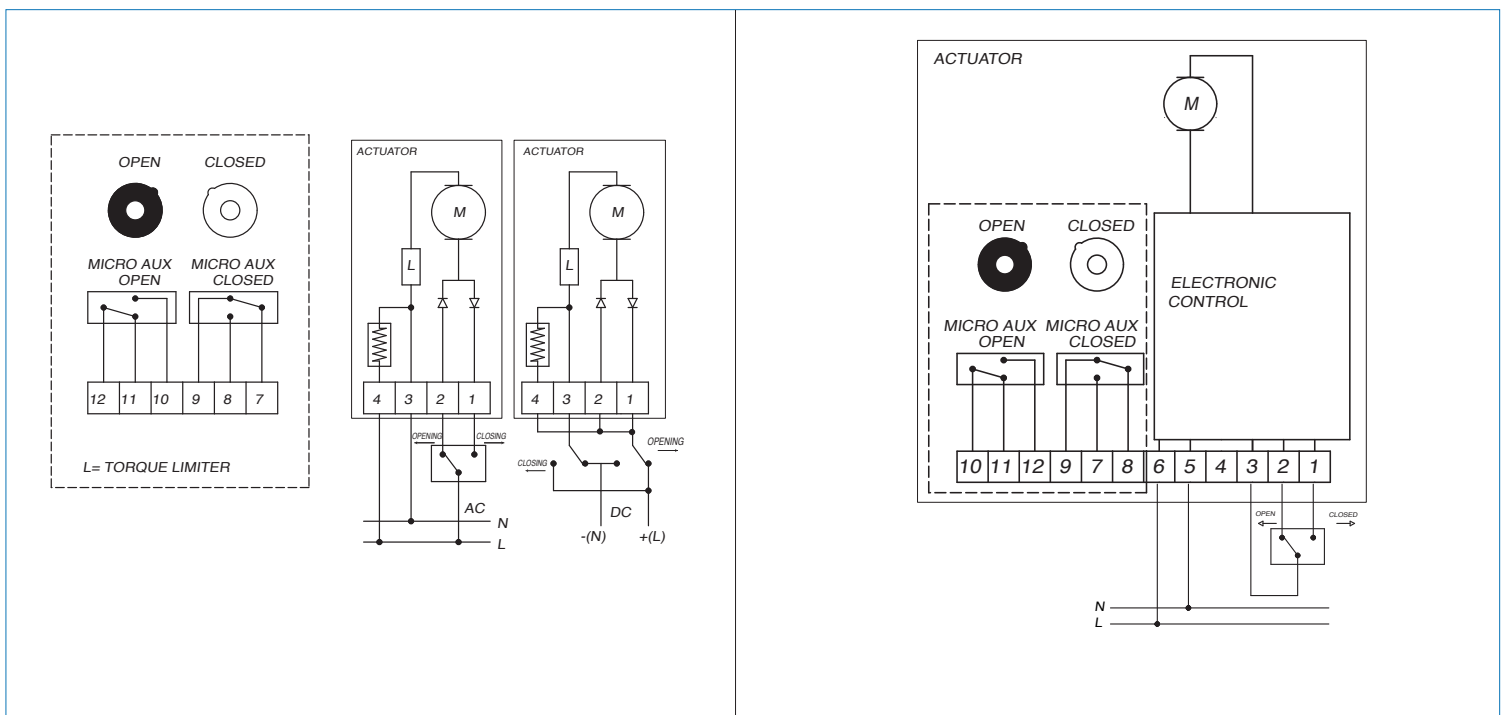 OPEN CLOSED
MICRO AUX MICRO AUX
OPEN CLOSED
12 11 10 9 8 7
L= TORQUE LIMITER
ACTUATOR
M
L
4 3 2 1
OPENING CLOSING
AC
N
L
ACTUATOR
M
L
4 3 2 1
OPENING
CLOSING
DC
-(N) +(L)
ACTUATOR
M
OPEN CLOSED
MICRO AUX MICRO AUX
OPEN CLOSED
ELECTRONIC
CONTROL
10 11 12 9 7 8 6 5 4 3 2 1
OPEN CLOSED
N
L